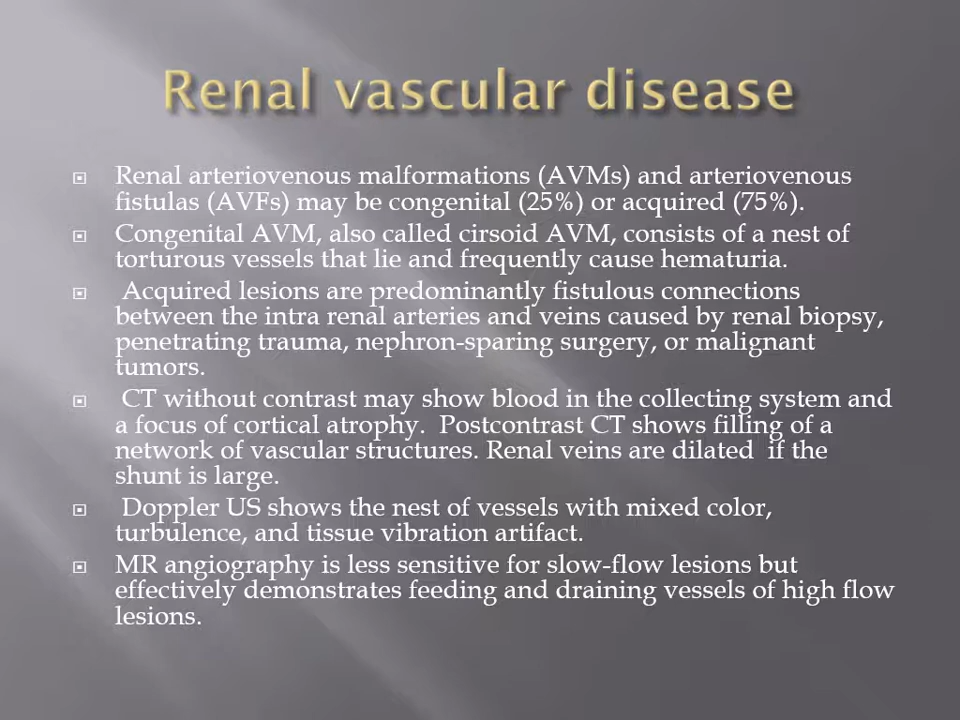 Renal vascular disease
Renal arteriovenous malformations (AVMs) and arteriovenous
fistulas (AVFs) may be congenital (25%) or acquired (75%).
Congenital AVM, also called cirsoid AVM, consists of a nest of
torturous vessels that lie and frequently cause hematuria.
Acquired lesions are predominantly fistulous connections
between the intra renal arteries and veins caused by renal biopsy,
penetrating trauma, nephron-sparing surgery, or malignant
tumors.
CT without contrast may show blood in the collecting system and
a focus of cortical atrophy.  Postcontrast CT shows filling of a
network of vascular structures. Renal veins are dilated  if the
shunt is large.
Doppler US shows the nest of vessels with mixed color,
turbulence, and tissue vibration artifact.
MR angiography is less sensitive for slow-flow lesions but
effectively demonstrates feeding and draining vessels of high flow
lesions.